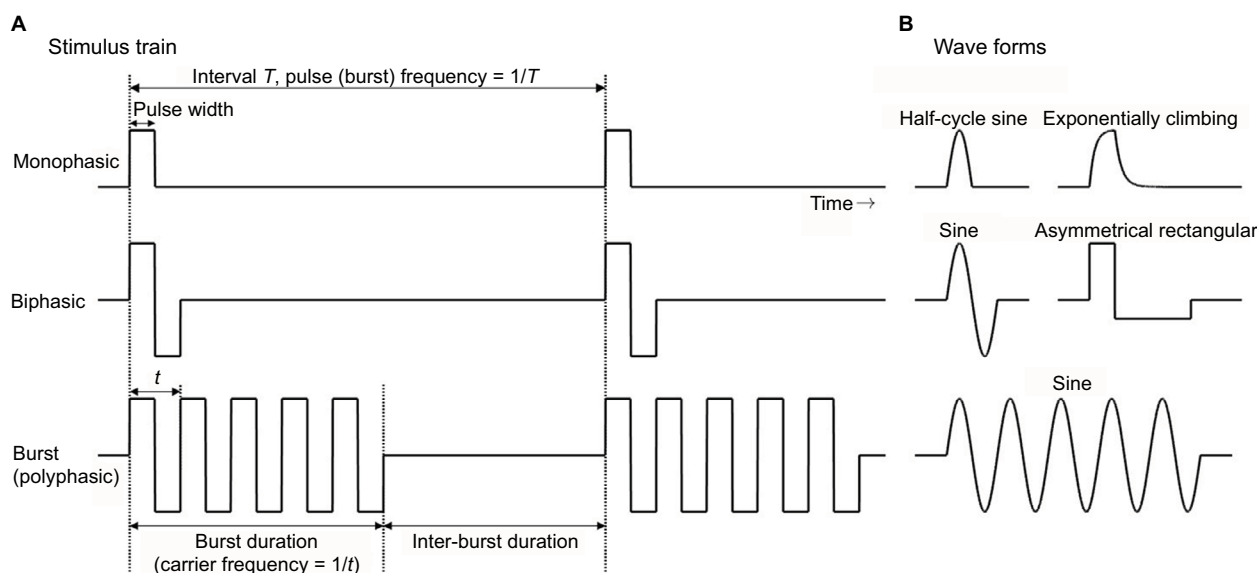 A
Stimulus train
Interval T, pulse (burst) frequency = 1/T
Pulse width
Monophasic
Time →
Biphasic
t
Burst
(polyphasic)
Burst duration
(carrier frequency = 1/t)
Inter-burst duration
B
Wave forms
Half-cycle sine
Exponentially climbing
Sine
Asymmetrical rectangular
Sine